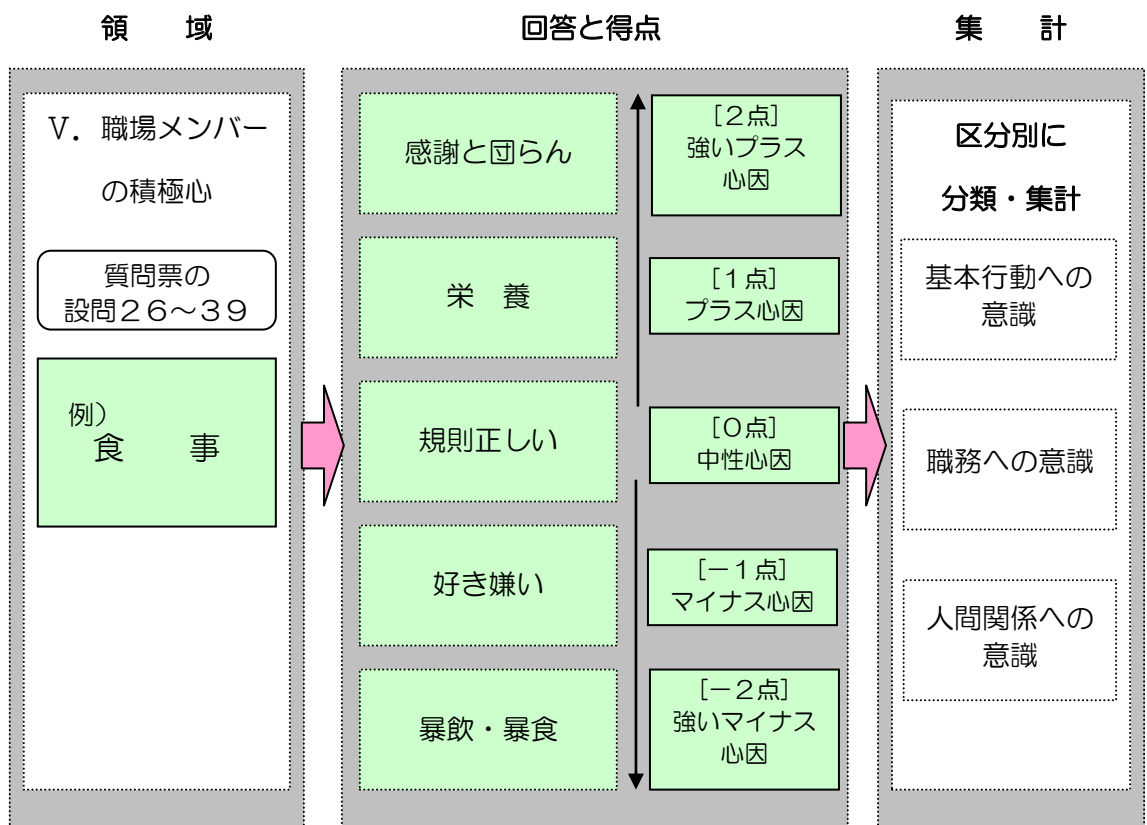 領　域
回答と得点
集　計
Ⅴ．職場メンバー
の積極心
質問票の
設問２６～３９
例）
食　事
感謝と団らん
栄　養
規則正しい
好き嫌い
暴飲・暴食
［２点］
強いプラス
心因
［１点］
プラス心因
［０点］
中性心因
［－１点］
マイナス心因
［－２点］
強いマイナス
心因
区分別に
分類・集計
基本行動への
意識
職務への意識
人間関係への
意識